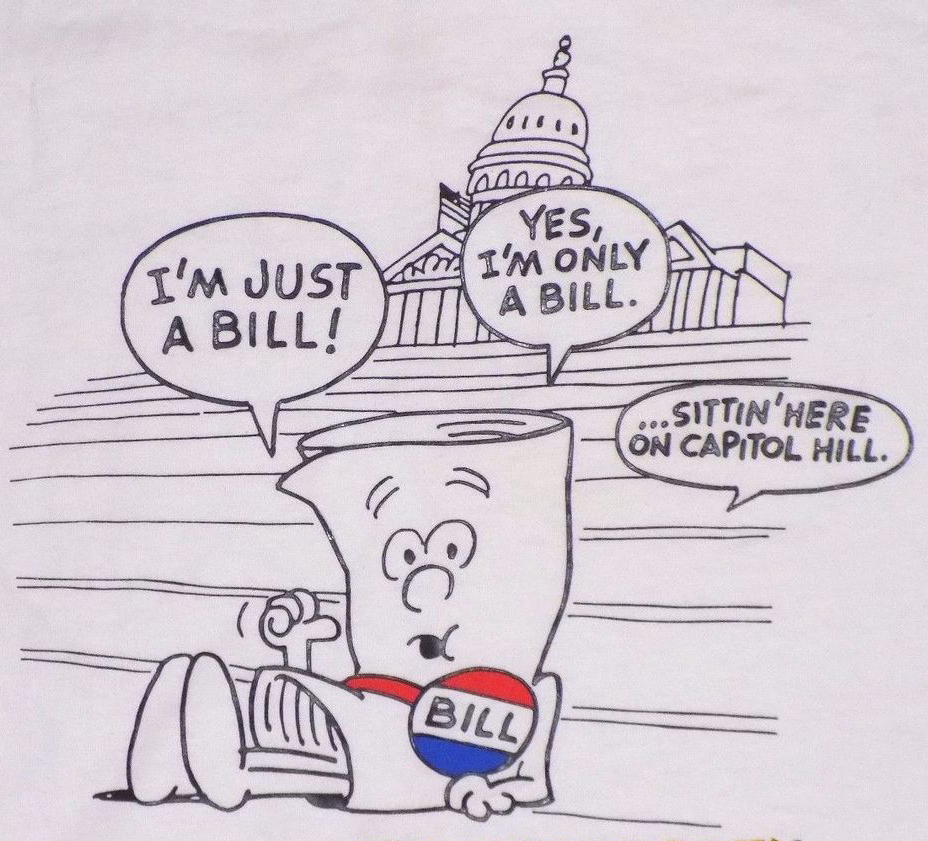 I'M JUST
A BILL!
YES,
I'M ONLY
A BILL.
...SITTIN' HERE
ON CAPITOL HILL.
BILL